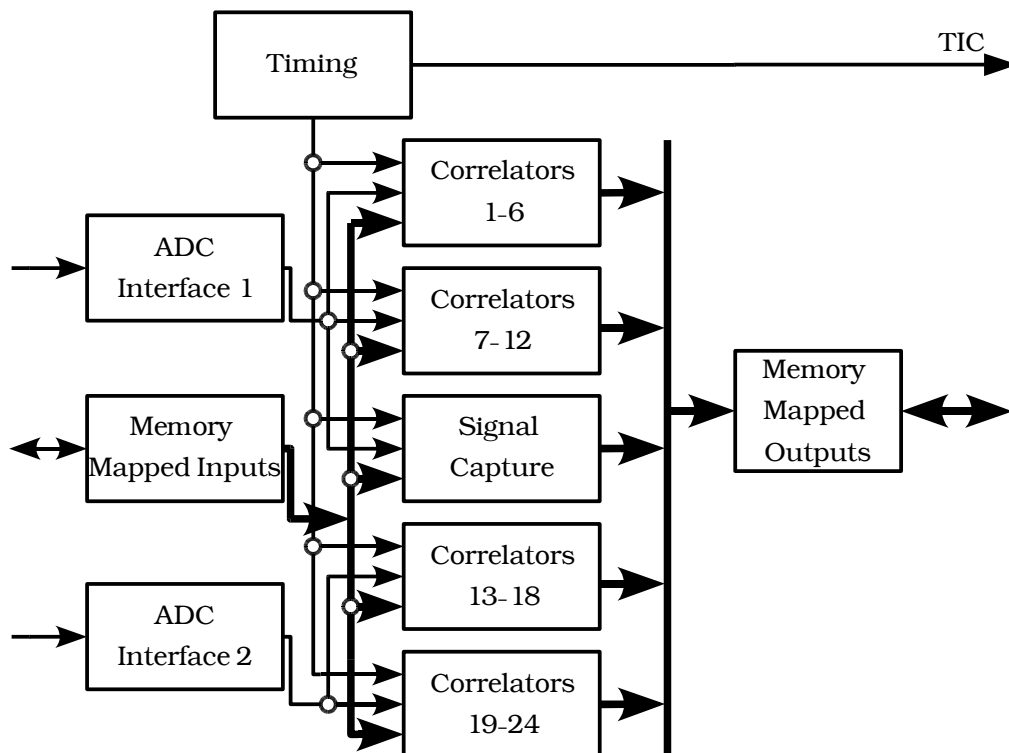 Timing
TIC
Correlators
1-6
ADC
Interface 1
Correlators
7-12
Memory
Mapped Inputs
Signal
Capture
Memory
Mapped
Outputs
Correlators
13-18
ADC
Interface 2
Correlators
19-24